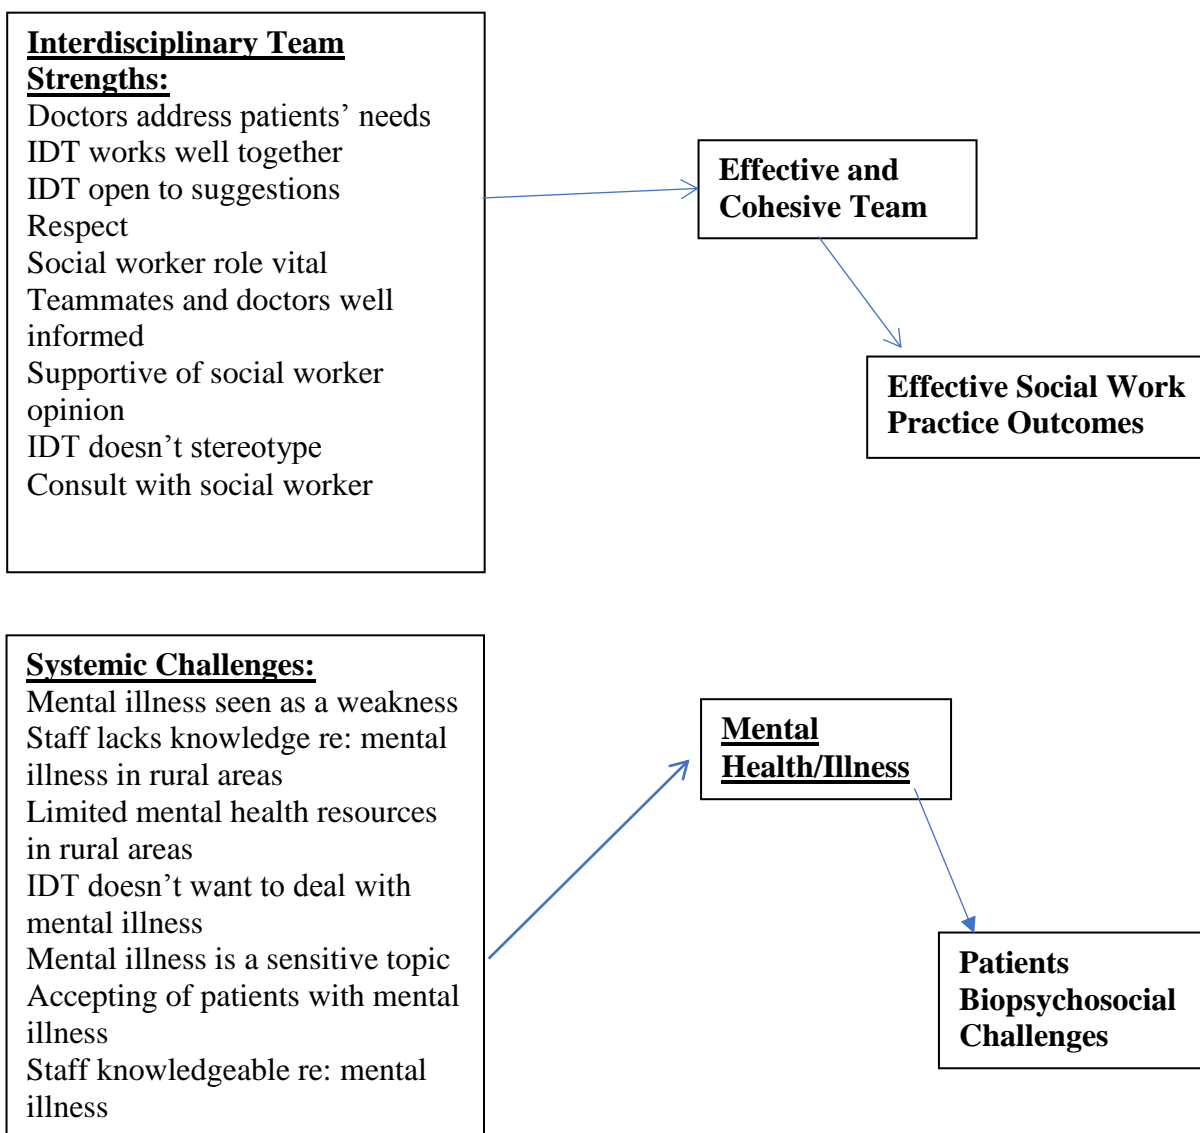 Interdisciplinary Team
Strengths:
Doctors address patients’ needs
IDT works well together
IDT open to suggestions
Respect
Social worker role vital
Teammates and doctors well
informed
Supportive of social worker
opinion
IDT doesn’t stereotype
Consult with social worker
Effective and
Cohesive Team
Effective Social Work
Practice Outcomes
Systemic Challenges:
Mental illness seen as a weakness
Staff lacks knowledge re: mental
illness in rural areas
Limited mental health resources
in rural areas
IDT doesn’t want to deal with
mental illness
Mental illness is a sensitive topic
Accepting of patients with mental
illness
Staff knowledgeable re: mental
illness
Mental
Health/Illness
Patients
Biopsychosocial
Challenges